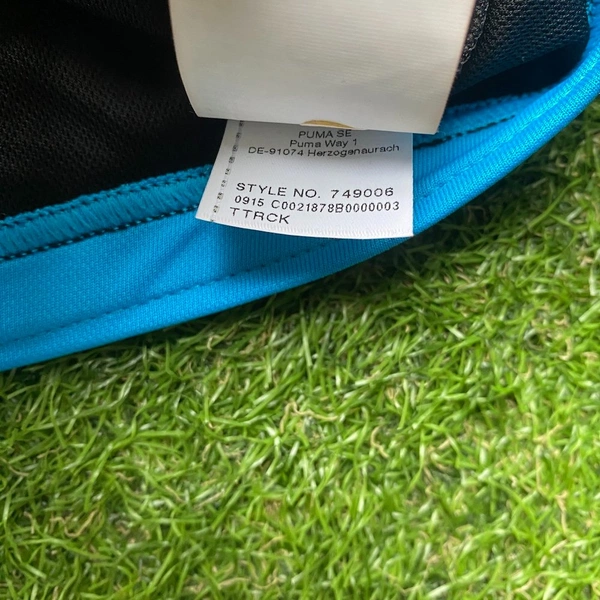 PUMA SE
Puma Way 1
DE-91074 Herzogenaurach
STYLE NO. 749006
0915 C0021878B0000003
TTRCK